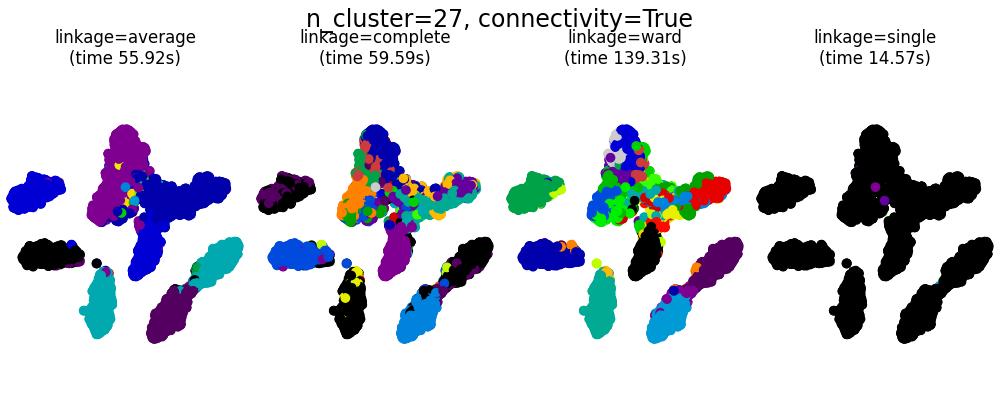 n_cluster=27, connectivity=True
linkage=average
(time 55.92s)
linkage=complete
(time 59.59s)
linkage=ward
(time 139.31s)
linkage=single
(time 14.57s)